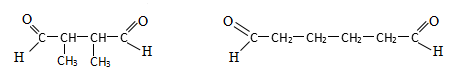 O O O O
C—CH—CH—C C—CH₂—CH₂—CH₂—CH₂—C
H CH₃ CH₃ H H H